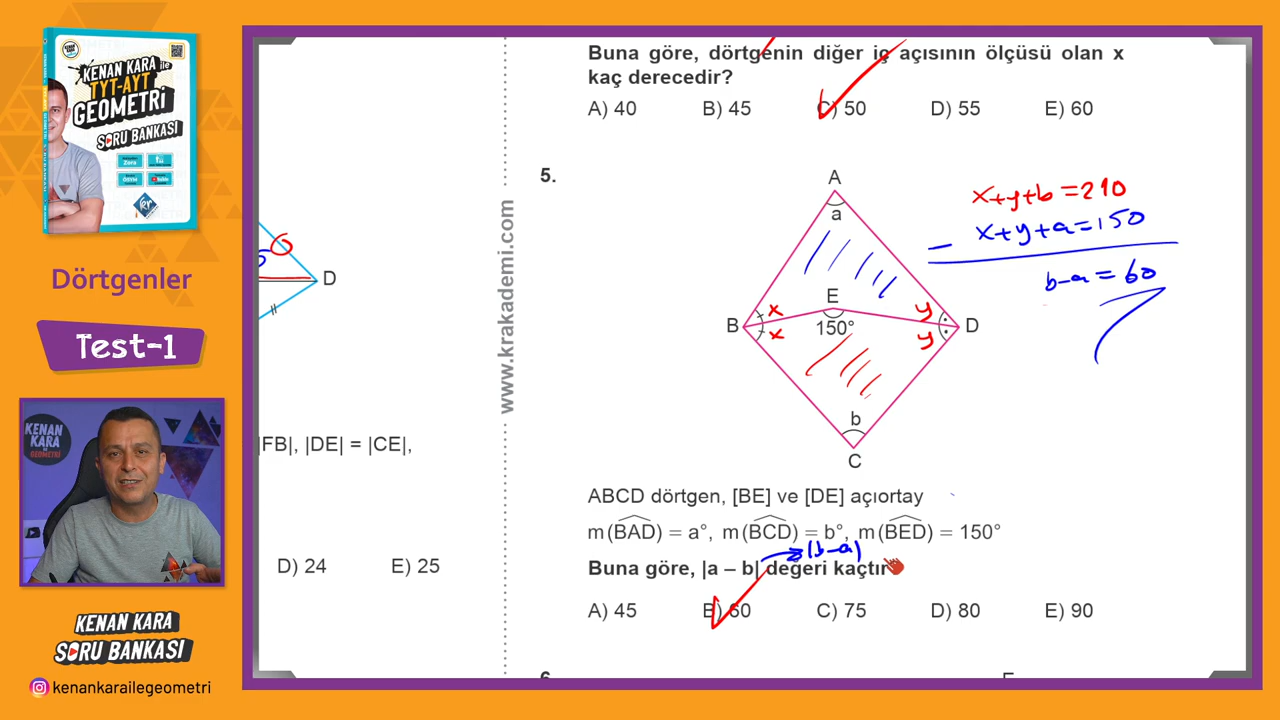 KENAN KARA ile
TYT-AYT
GEOMETRİ
SORU BANKASI
Dörtgenler
Test-1
KENAN
KARA
GEOMETRİ
KENAN KARA
SORU BANKASI
kenankarailegeometri
D
|FB|, |DE| = |CE|,
D) 24 E) 25
www.krakademi.com
Buna göre, dörtgenin diğer iç açısının ölçüsü olan x
kaç derecedir?
A) 40 B) 45 C) 50 D) 55 E) 60
5.
A
a
x+y+b=210
x+y+a=150
b-a=60
E
B x y D
x 150° y
b
C
ABCD dörtgen, [BE] ve [DE] açıortay
m(BAD) = a°, m(BCD) = b°, m(BED) = 150°
(b-a)
Buna göre, |a – b| değeri kaçtır
A) 45 B) 60 C) 75 D) 80 E) 90